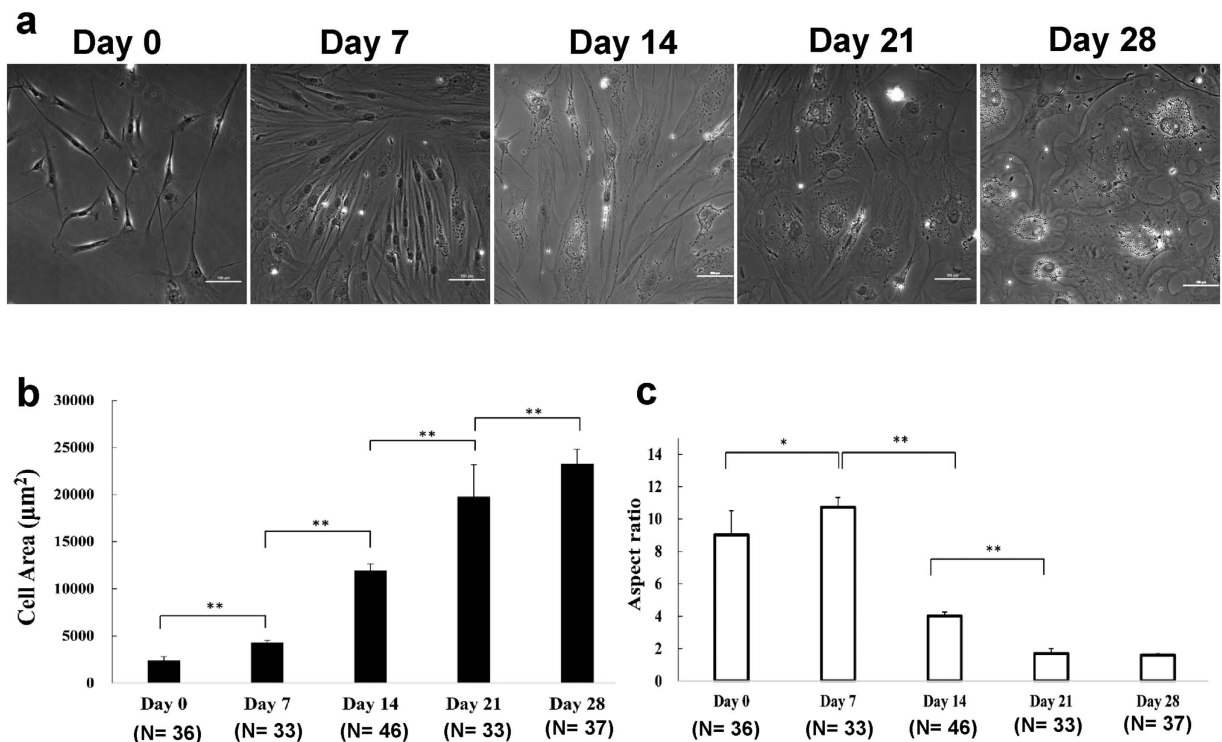 a
Day 0 Day 7 Day 14 Day 21 Day 28
100 μm
b
Cell Area (μm²)
30000
25000
20000
15000
10000
5000
0
** ** ** **
Day 0 Day 7 Day 14 Day 21 Day 28
(N= 36) (N= 33) (N= 46) (N= 33) (N= 37)
c
Aspect ratio
14
12
10
8
6
4
2
0
* ** **
Day 0 Day 7 Day 14 Day 21 Day 28
(N= 36) (N= 33) (N= 46) (N= 33) (N= 37)